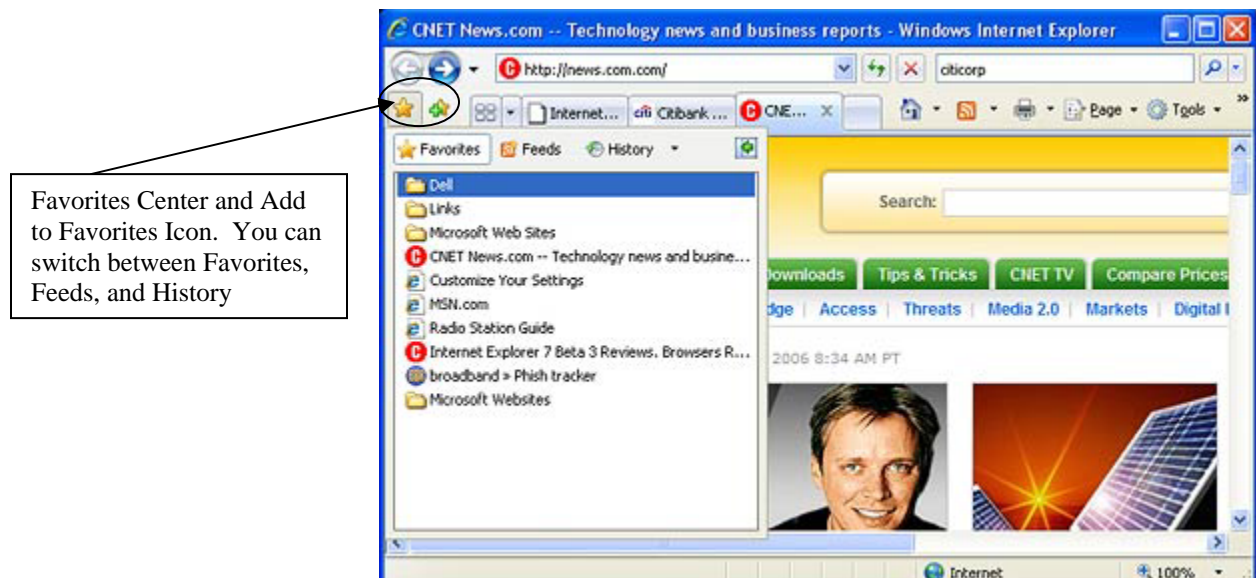 CNET News.com -- Technology news and business reports - Windows Internet Explorer
http://news.com.com/
citicorp
Internet...
citi Citibank ...
CNE...
Page
Tools
Favorites
Feeds
History
Favorites Center and Add
to Favorites Icon. You can
switch between Favorites,
Feeds, and History
Dell
Links
Microsoft Web Sites
CNET News.com -- Technology news and busine...
Customize Your Settings
MSN.com
Radio Station Guide
Internet Explorer 7 Beta 3 Reviews. Browsers R...
broadband » Phish tracker
Microsoft Websites
Search:
Tips & Tricks
CNET TV
Compare Prices
Access | Threats | Media 2.0 | Markets | Digital
2006 8:34 AM PT
Internet
100%